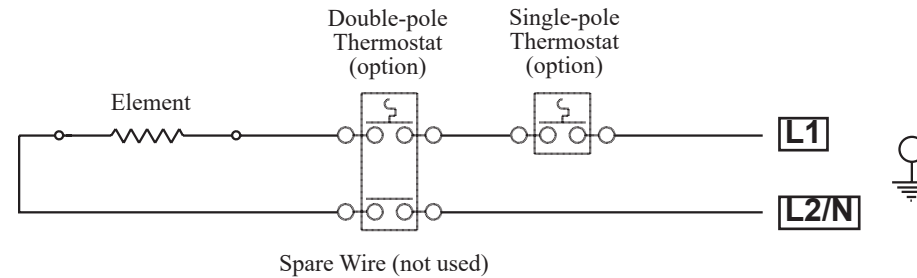 Double-pole
Thermostat
(option)
Single-pole
Thermostat
(option)
Element
L1
L2/N
Spare Wire (not used)